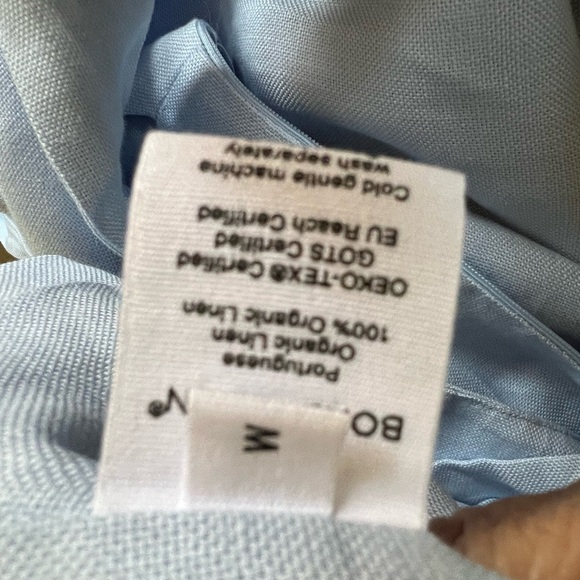 BO
®
M
Portuguese
Organic Linen
100% Organic Linen
OEKO-TEX® Certified
GOTS Certified
EU Reach Certified
Cold gentle machine
wash separately